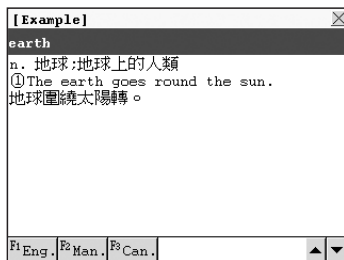 [Example]
earth
n. 地球;地球上的人類
①The earth goes round the sun.
地球圍繞太陽轉。
F1Eng. F2Man. F3Can.